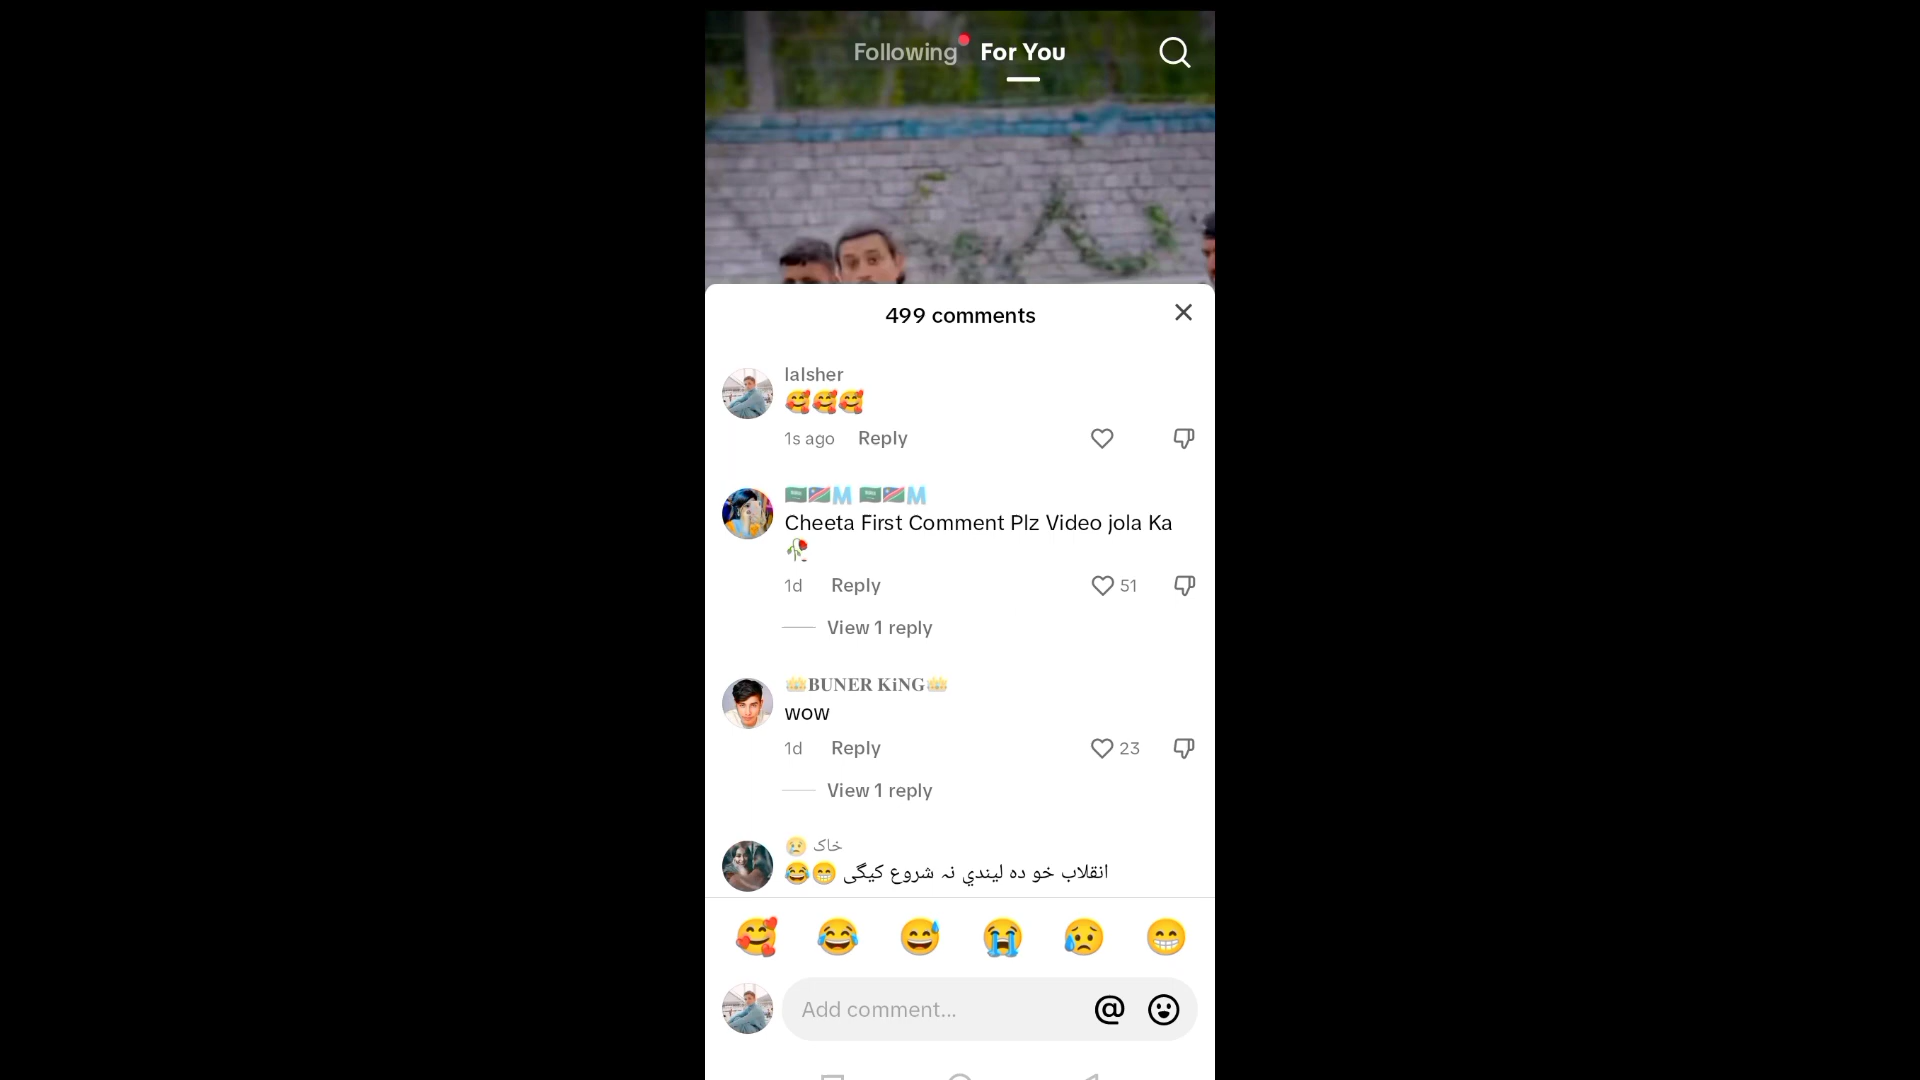 Following For You
499 comments
lalsher
🥰🥰🥰
1s ago Reply
🇸🇦🇳🇦Ⓜ️ 🇸🇦🇳🇦Ⓜ️
Cheeta First Comment Plz Video jola Ka
🥀
1d Reply 51
View 1 reply
👑BUNER KiNG👑
wow
1d Reply 23
View 1 reply
خاک 😢
انقلاب خو ده ليندي نہ شروع کیگی 😁😂
🥰 😂 😅 😭 😥 😁
Add comment... @